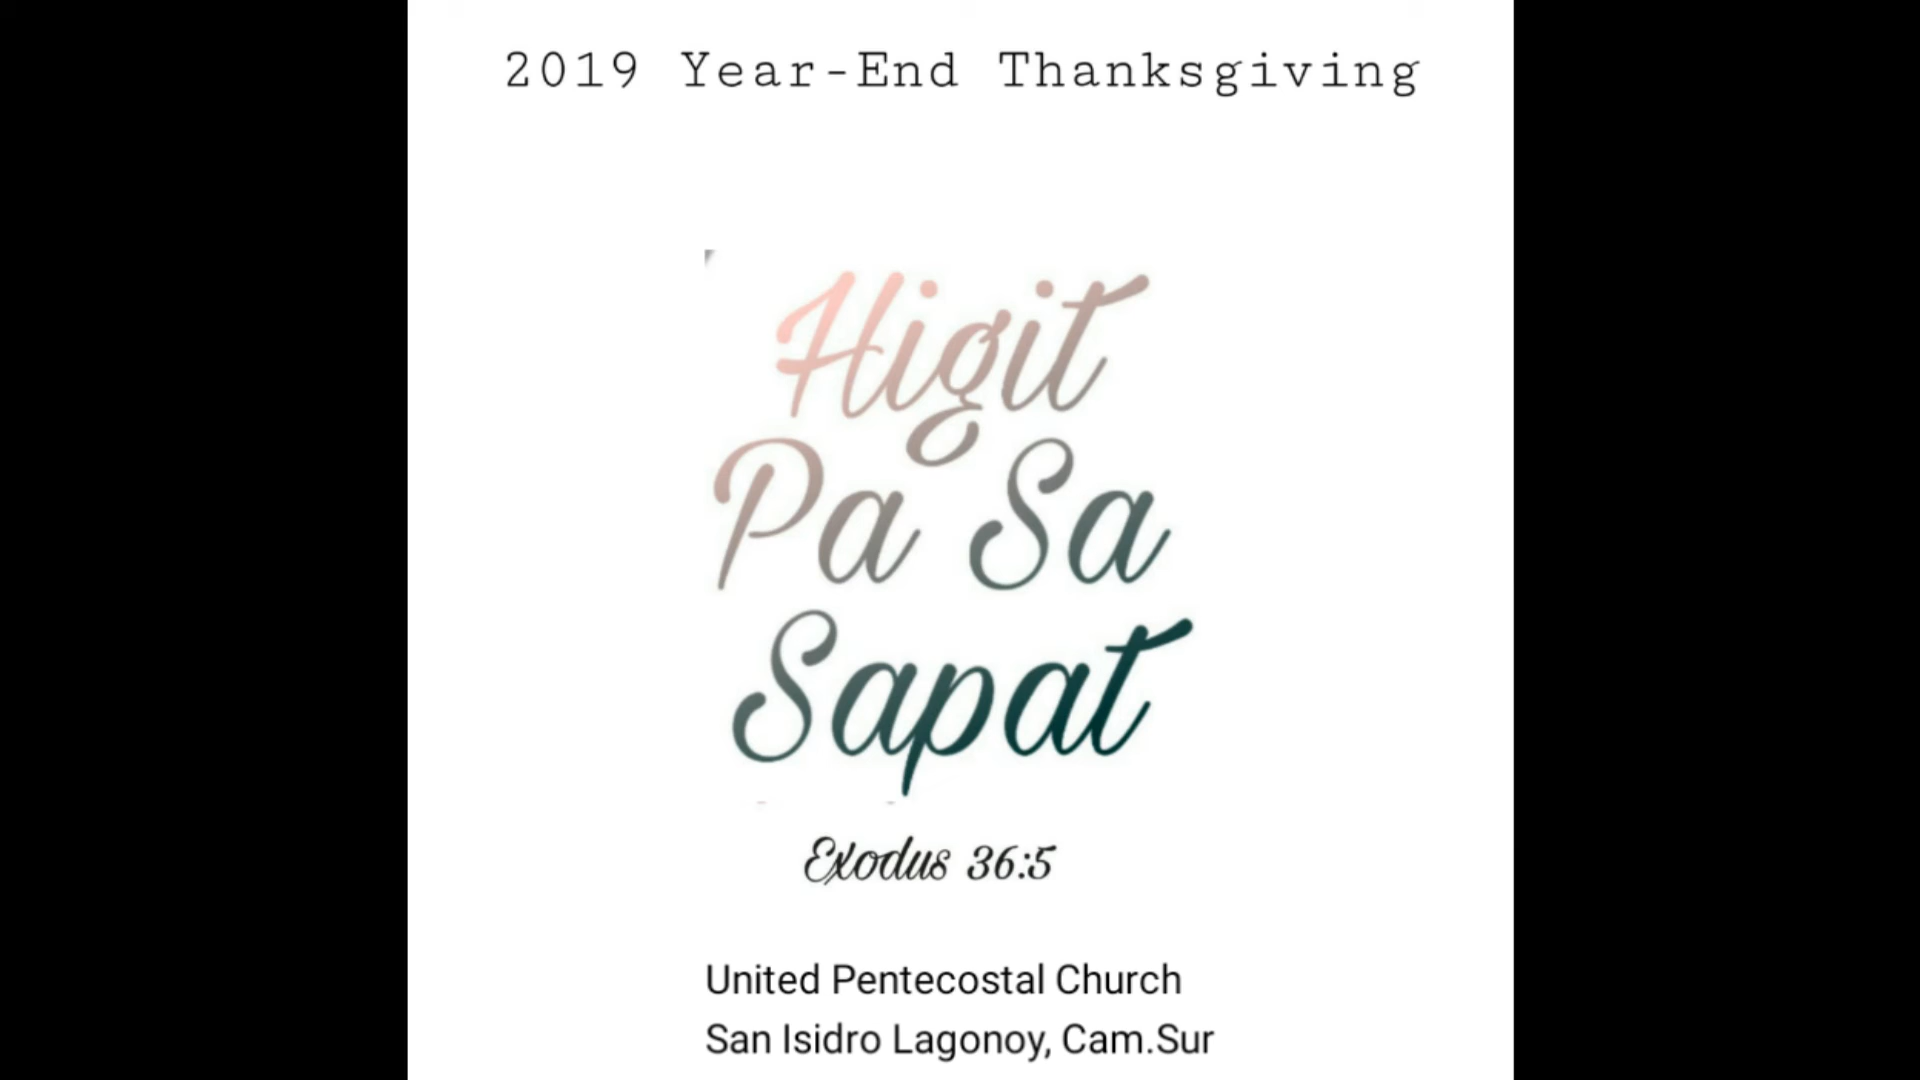 2019 Year-End Thanksgiving
Higit
Pa Sa
Sapat
Exodus 36:5
United Pentecostal Church
San Isidro Lagonoy, Cam.Sur